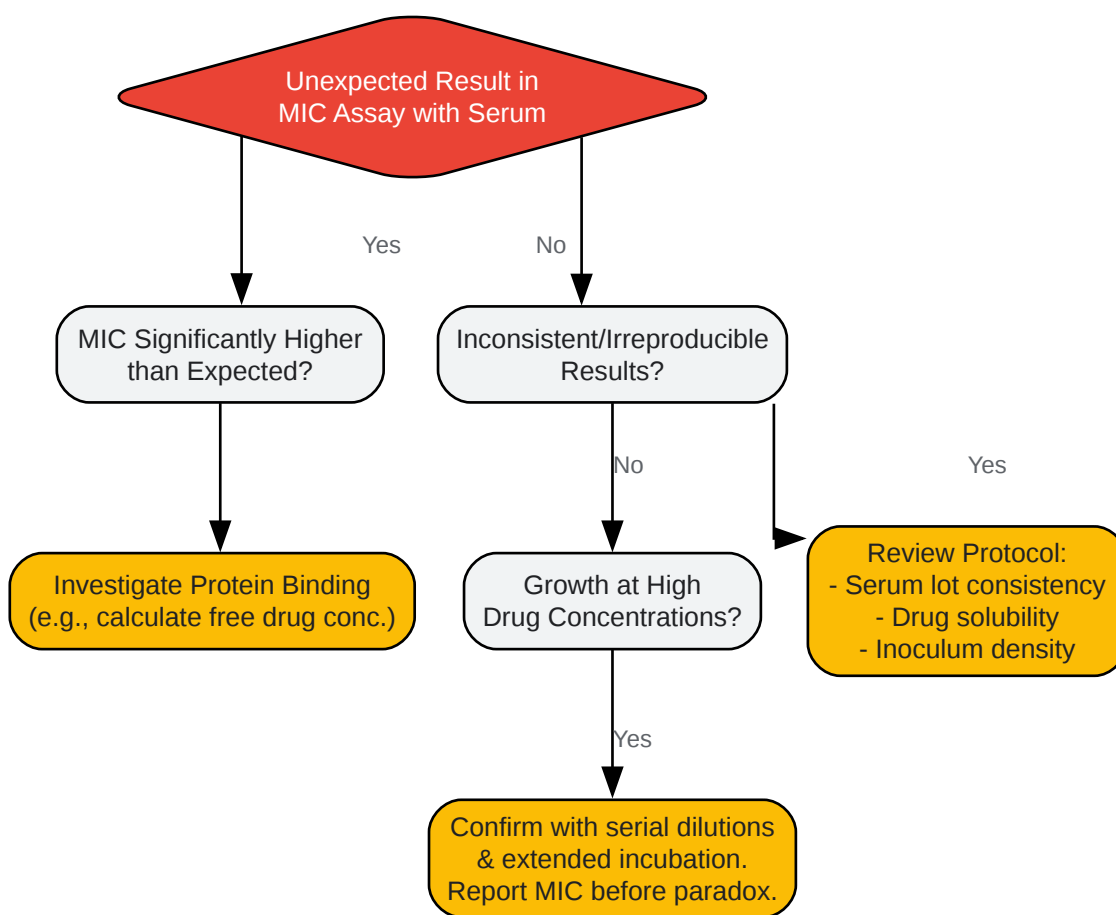 Unexpected Result in
MIC Assay with Serum
Yes
No
MIC Significantly Higher
than Expected?
Inconsistent/Irreproducible
Results?
No
Yes
Investigate Protein Binding
(e.g., calculate free drug conc.)
Growth at High
Drug Concentrations?
Review Protocol:
- Serum lot consistency
- Drug solubility
- Inoculum density
Yes
Confirm with serial dilutions
& extended incubation.
Report MIC before paradox.